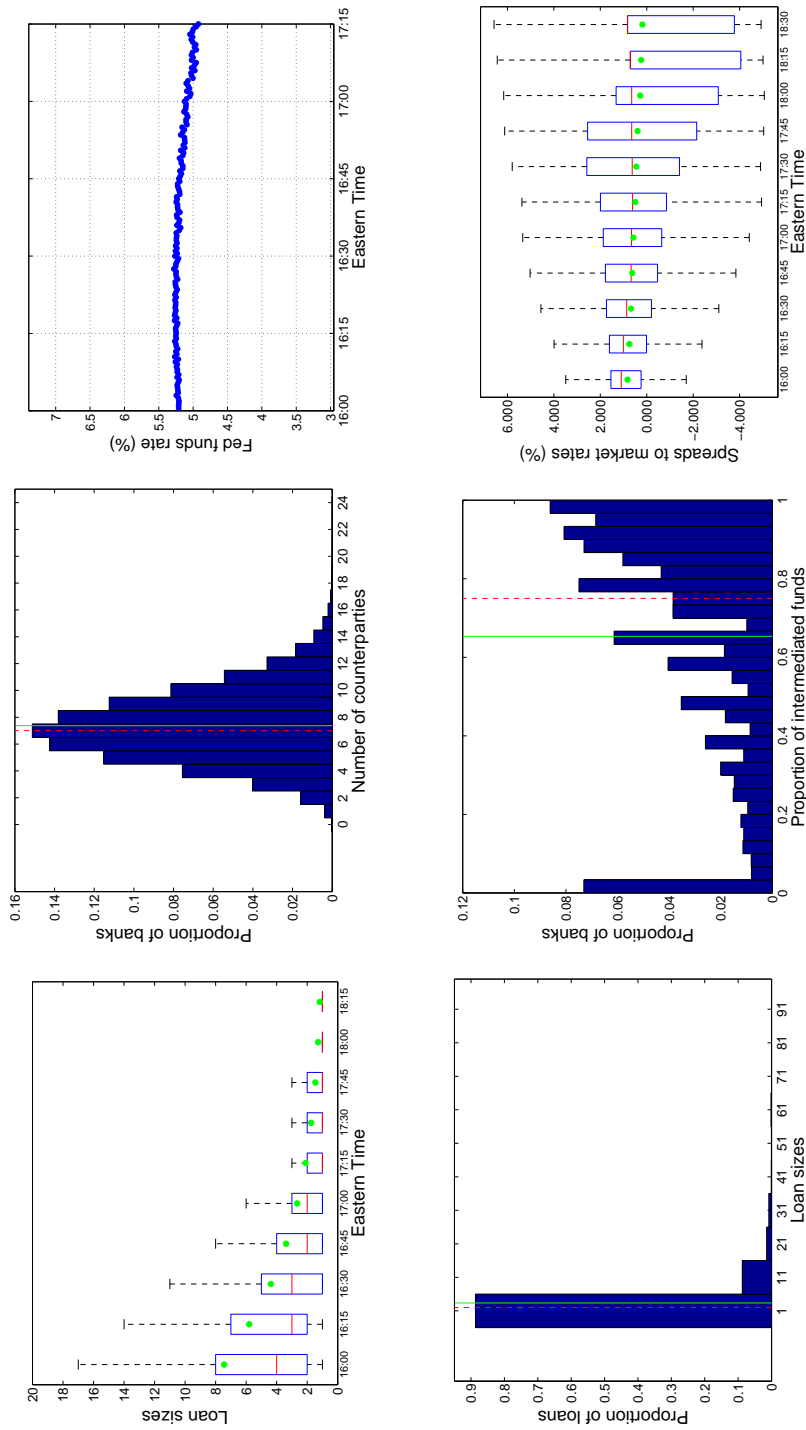 20
18
16
14
12
10
8
6
4
2
0
Loan sizes
16:00 16:15 16:30 16:45 17:00 17:15 17:30 17:45 18:00 18:15
Eastern Time
0.16
0.14
0.12
0.1
0.08
0.06
0.04
0.02
0
Proportion of banks
0 2 4 6 8 10 12 14 16 18 20 22 24
Number of counterparties
7
6.5
6
5.5
5
4.5
4
3.5
3
Fed funds rate (%)
16:00 16:15 16:30 16:45 17:00 17:15
Eastern Time
0.9
0.8
0.7
0.6
0.5
0.4
0.3
0.2
0.1
0
Proportion of loans
1 11 21 31 41 51 61 71 81 91
Loan sizes
0.12
0.1
0.08
0.06
0.04
0.02
0
Proportion of banks
0 0.2 0.4 0.6 0.8 1
Proportion of intermediated funds
6.000
4.000
2.000
0.000
-2.000
-4.000
Spreads to market rates (%)
16:00 16:15 16:30 16:45 17:00 17:15 17:30 17:45 18:00 18:15 18:30
Eastern Time